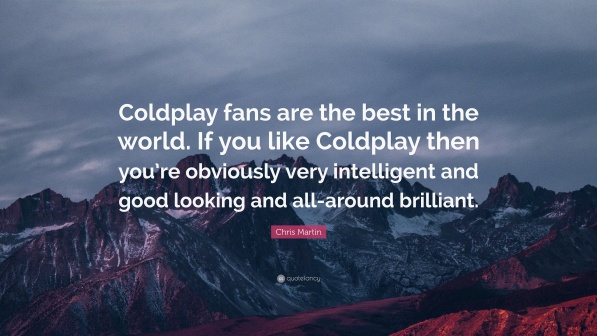 Coldplay fans are the best in the
world. If you like Coldplay then
you’re obviously very intelligent and
good looking and all-around brilliant.
Chris Martin
quotefancy